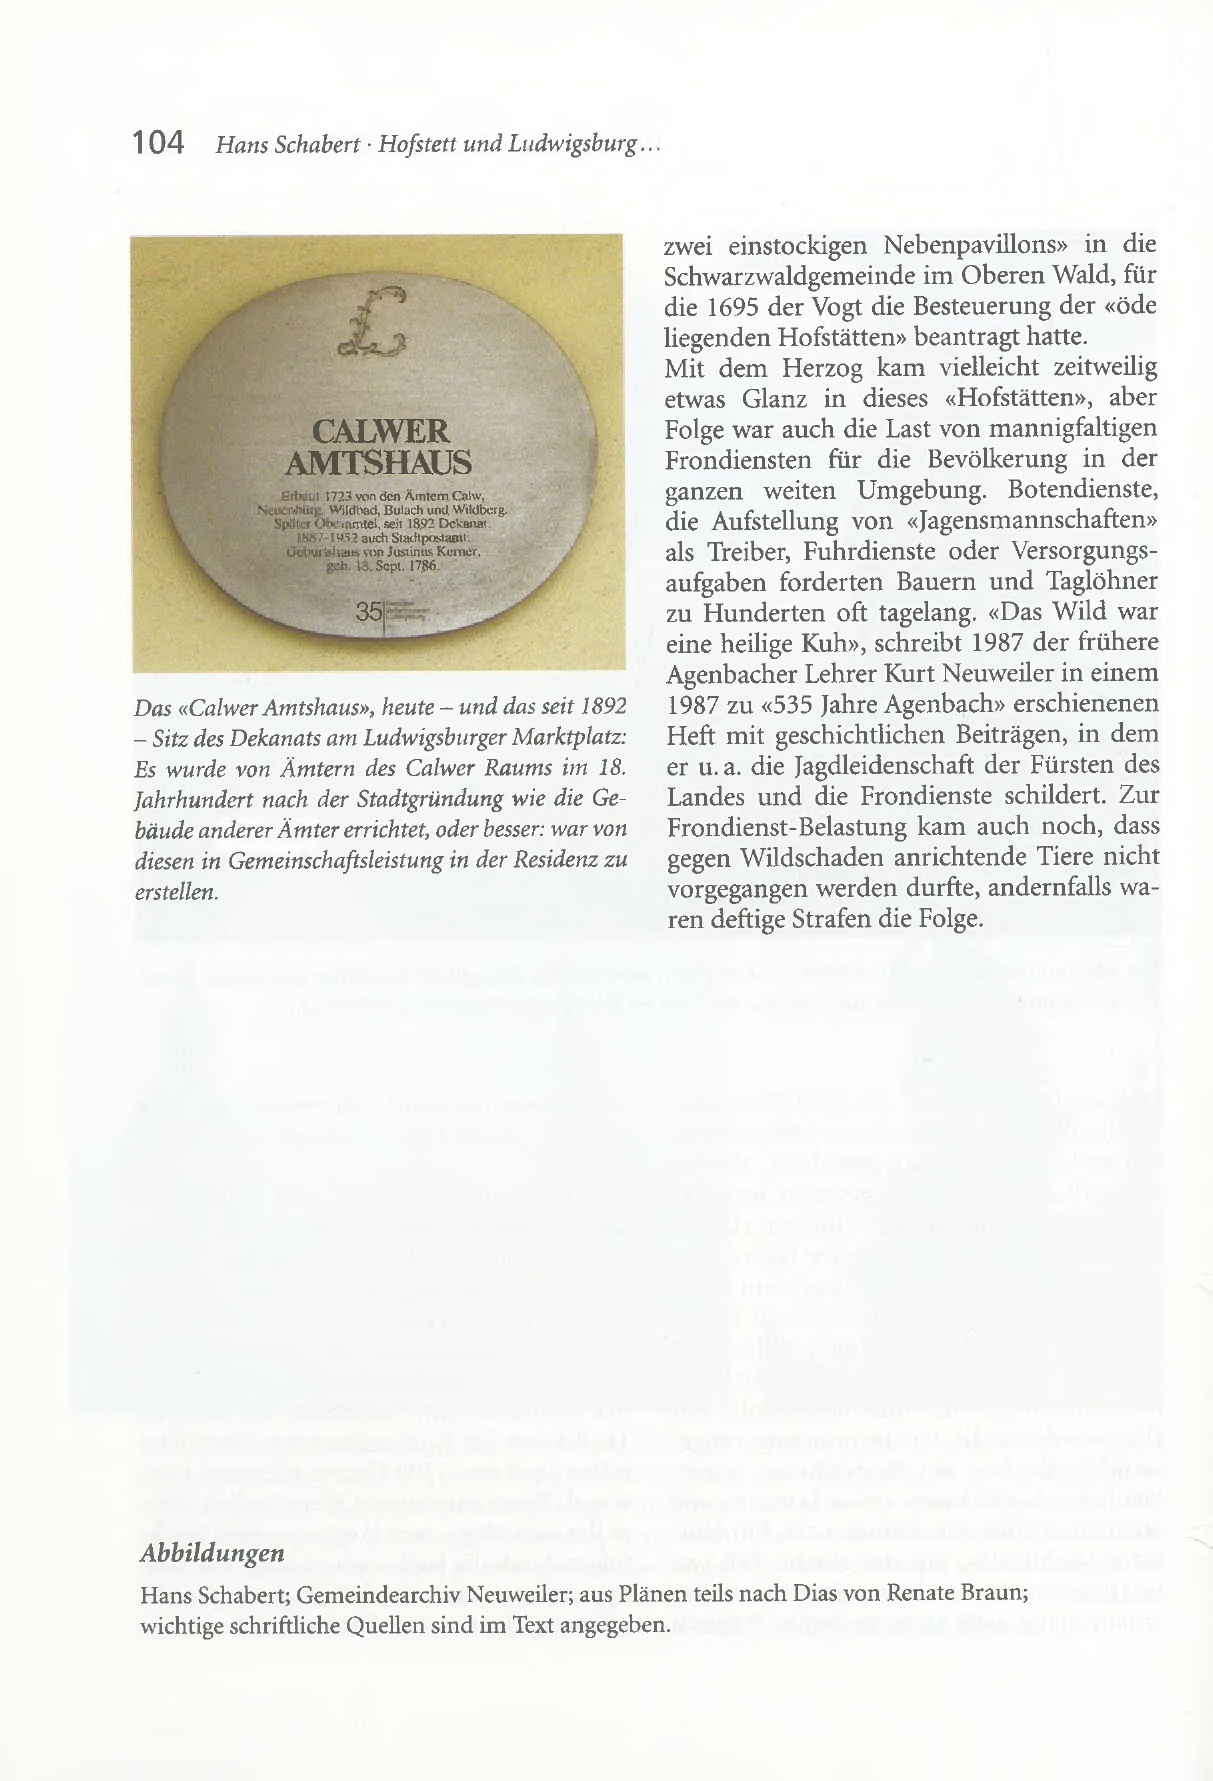 104 Hans Schabert · Hofstett und Ludwigsburg...
CALWER
AMTSHAUS
Erbaut 1723 von den Ämtern Calw,
Neuenbürg, Wildbad, Bulach und Wildberg.
Später Oberamtei, seit 1892 Dekanat.
1887-1952 auch Stadtpostamt.
Geburtshaus von Justinus Kerner,
geb. 18. Sept. 1786.
35
Das «Calwer Amtshaus», heute – und das seit 1892
– Sitz des Dekanats am Ludwigsburger Marktplatz:
Es wurde von Ämtern des Calwer Raums im 18.
Jahrhundert nach der Stadtgründung wie die Ge-
bäude anderer Ämter errichtet, oder besser: war von
diesen in Gemeinschaftsleistung in der Residenz zu
erstellen.
zwei einstockigen Nebenpavillons» in die
Schwarzwaldgemeinde im Oberen Wald, für
die 1695 der Vogt die Besteuerung der «öde
liegenden Hofstätten» beantragt hatte.
Mit dem Herzog kam vielleicht zeitweilig
etwas Glanz in dieses «Hofstätten», aber
Folge war auch die Last von mannigfaltigen
Frondiensten für die Bevölkerung in der
ganzen weiten Umgebung. Botendienste,
die Aufstellung von «Jagensmannschaften»
als Treiber, Fuhrdienste oder Versorgungs-
aufgaben forderten Bauern und Taglöhner
zu Hunderten oft tagelang. «Das Wild war
eine heilige Kuh», schreibt 1987 der frühere
Agenbacher Lehrer Kurt Neuweiler in einem
1987 zu «535 Jahre Agenbach» erschienenen
Heft mit geschichtlichen Beiträgen, in dem
er u. a. die Jagdleidenschaft der Fürsten des
Landes und die Frondienste schildert. Zur
Frondienst-Belastung kam auch noch, dass
gegen Wildschaden anrichtende Tiere nicht
vorgegangen werden durfte, andernfalls wa-
ren deftige Strafen die Folge.
Abbildungen
Hans Schabert; Gemeindearchiv Neuweiler; aus Plänen teils nach Dias von Renate Braun;
wichtige schriftliche Quellen sind im Text angegeben.